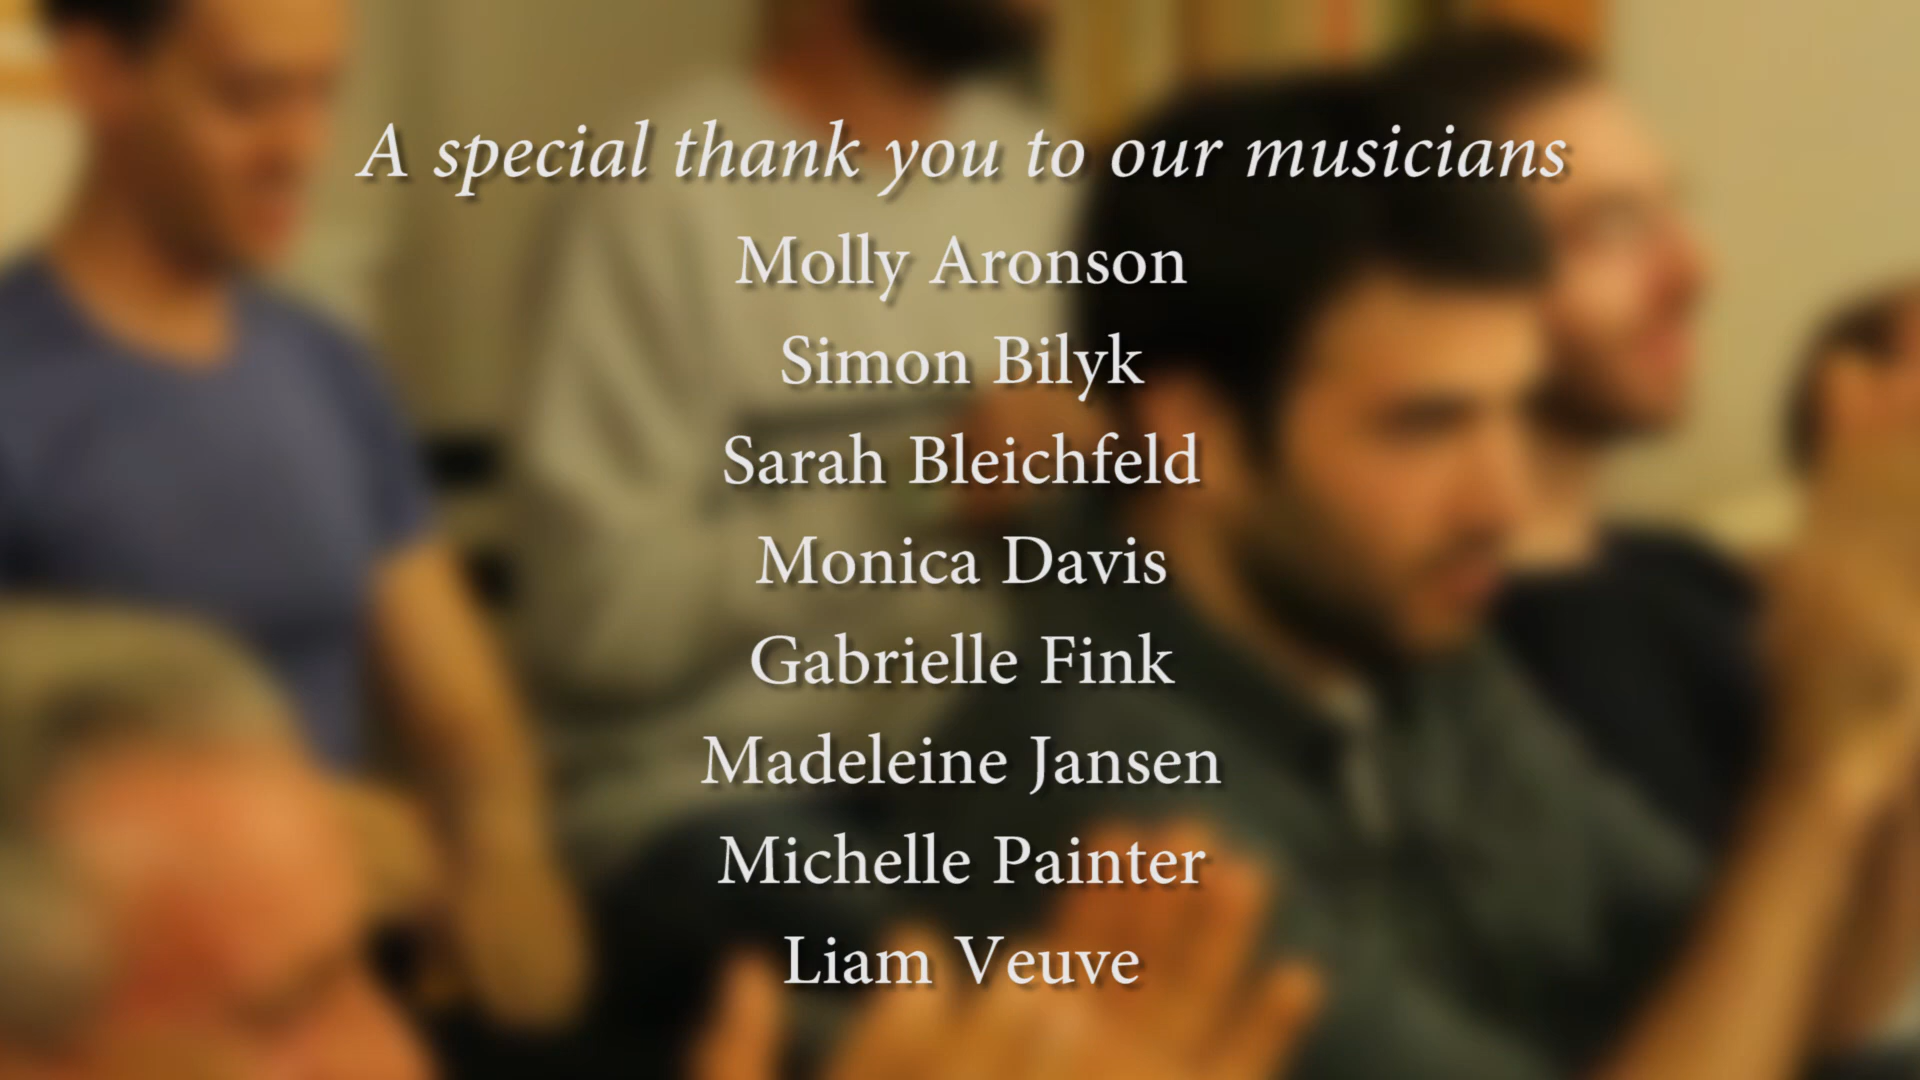 A special thank you to our musicians
Molly Aronson
Simon Bilyk
Sarah Bleichfeld
Monica Davis
Gabrielle Fink
Madeleine Jansen
Michelle Painter
Liam Veuve